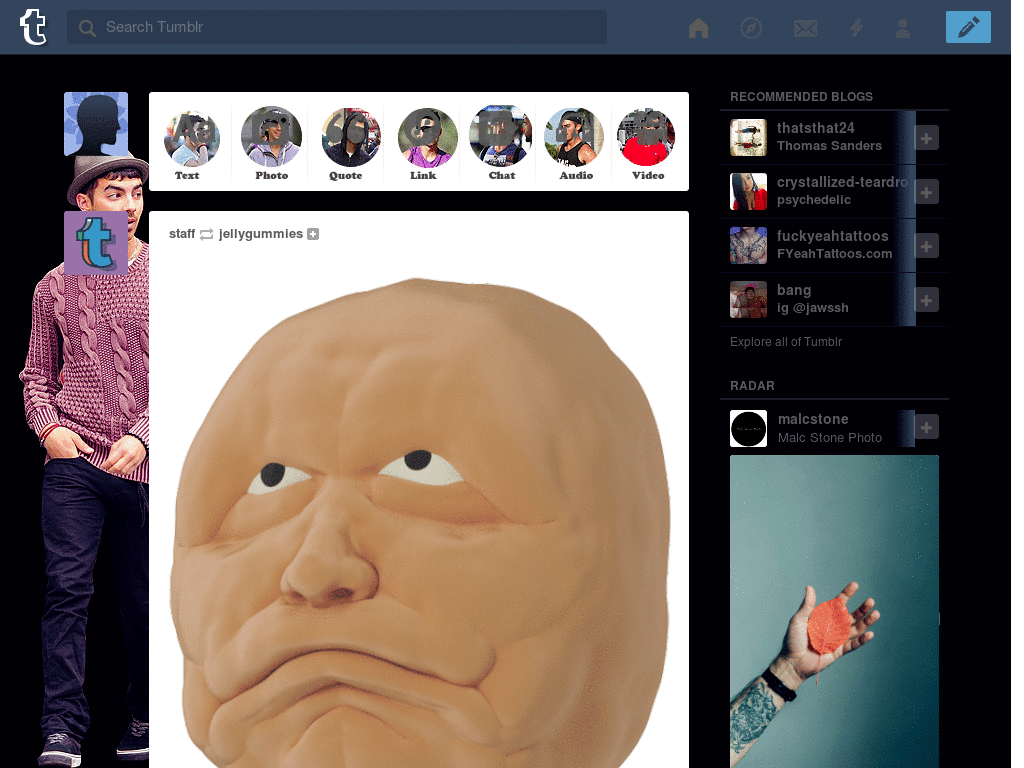 Search Tumblr
Text Photo Quote Link Chat Audio Video
staff jellygummies
RECOMMENDED BLOGS
thatsthat24
Thomas Sanders
crystallized-teardro
psychedelic
fuckyeahtattoos
FYeahTattoos.com
bang
ig @jawssh
Explore all of Tumblr
RADAR
malcstone
Malc Stone Photo